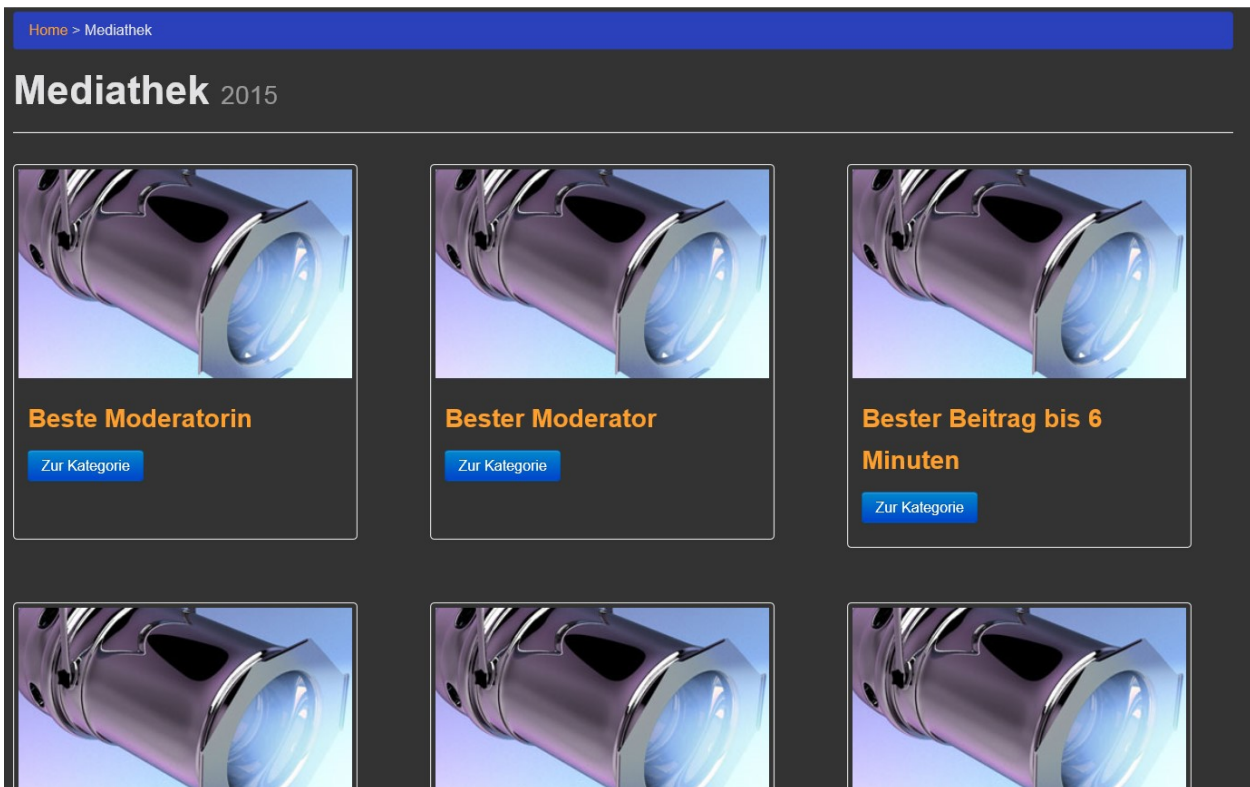 Home > Mediathek
Mediathek 2015
Beste Moderatorin
Zur Kategorie
Bester Moderator
Zur Kategorie
Bester Beitrag bis 6
Minuten
Zur Kategorie